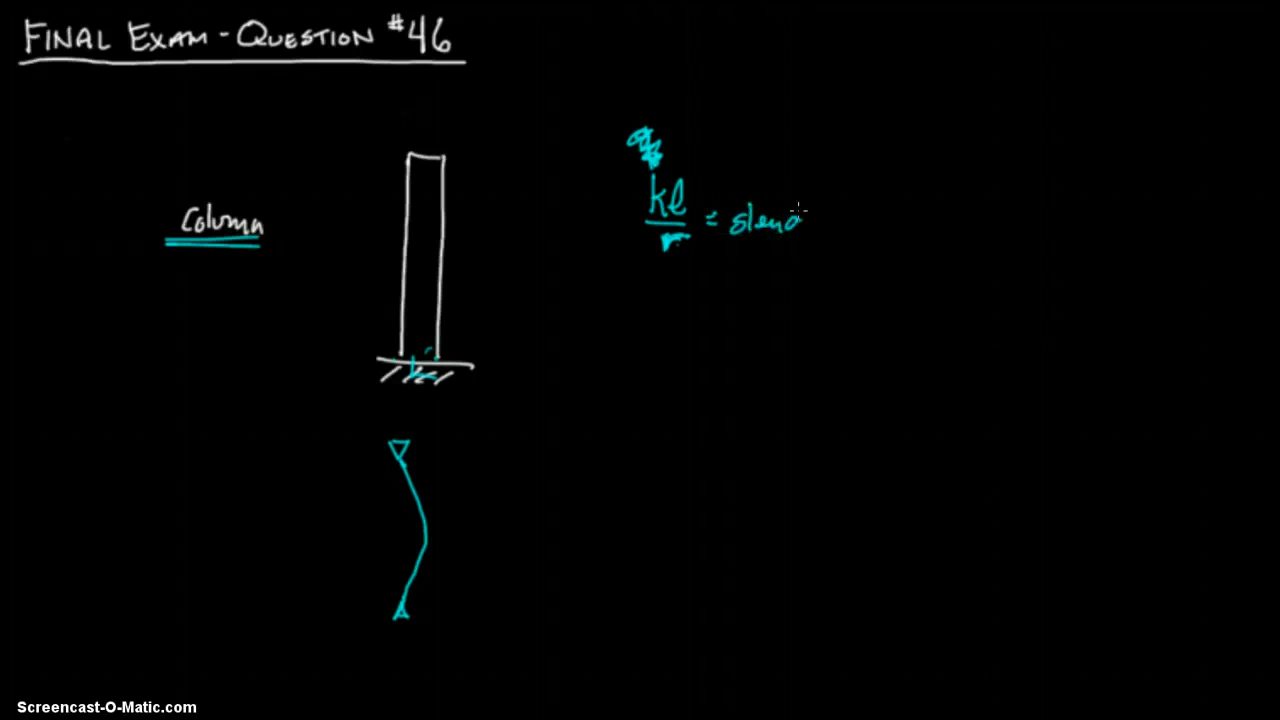 FINAL EXAM - QUESTION #46
Column
kl
r
= slend
Screencast-O-Matic.com